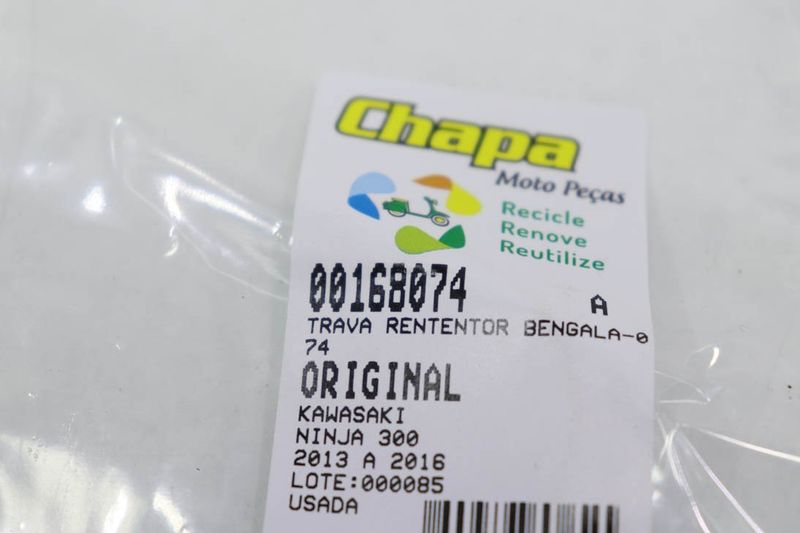 Chapa
Moto Peças
Recicle
Renove
Reutilize
00168074 A
TRAVA RENTENTOR BENGALA-0
74
ORIGINAL
KAWASAKI
NINJA 300
2013 A 2016
LOTE:000085
USADA